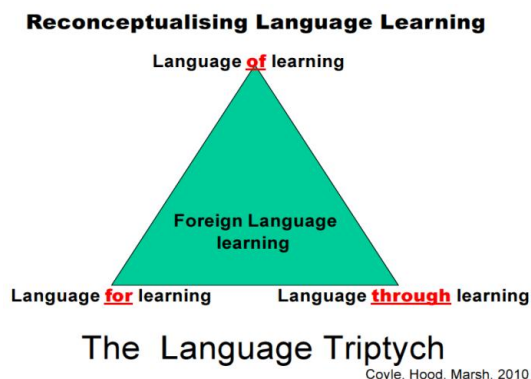 Reconceptualising Language Learning
Language of learning
Foreign Language
learning
Language for learning
Language through learning
The Language Triptych
Coyle, Hood, Marsh, 2010